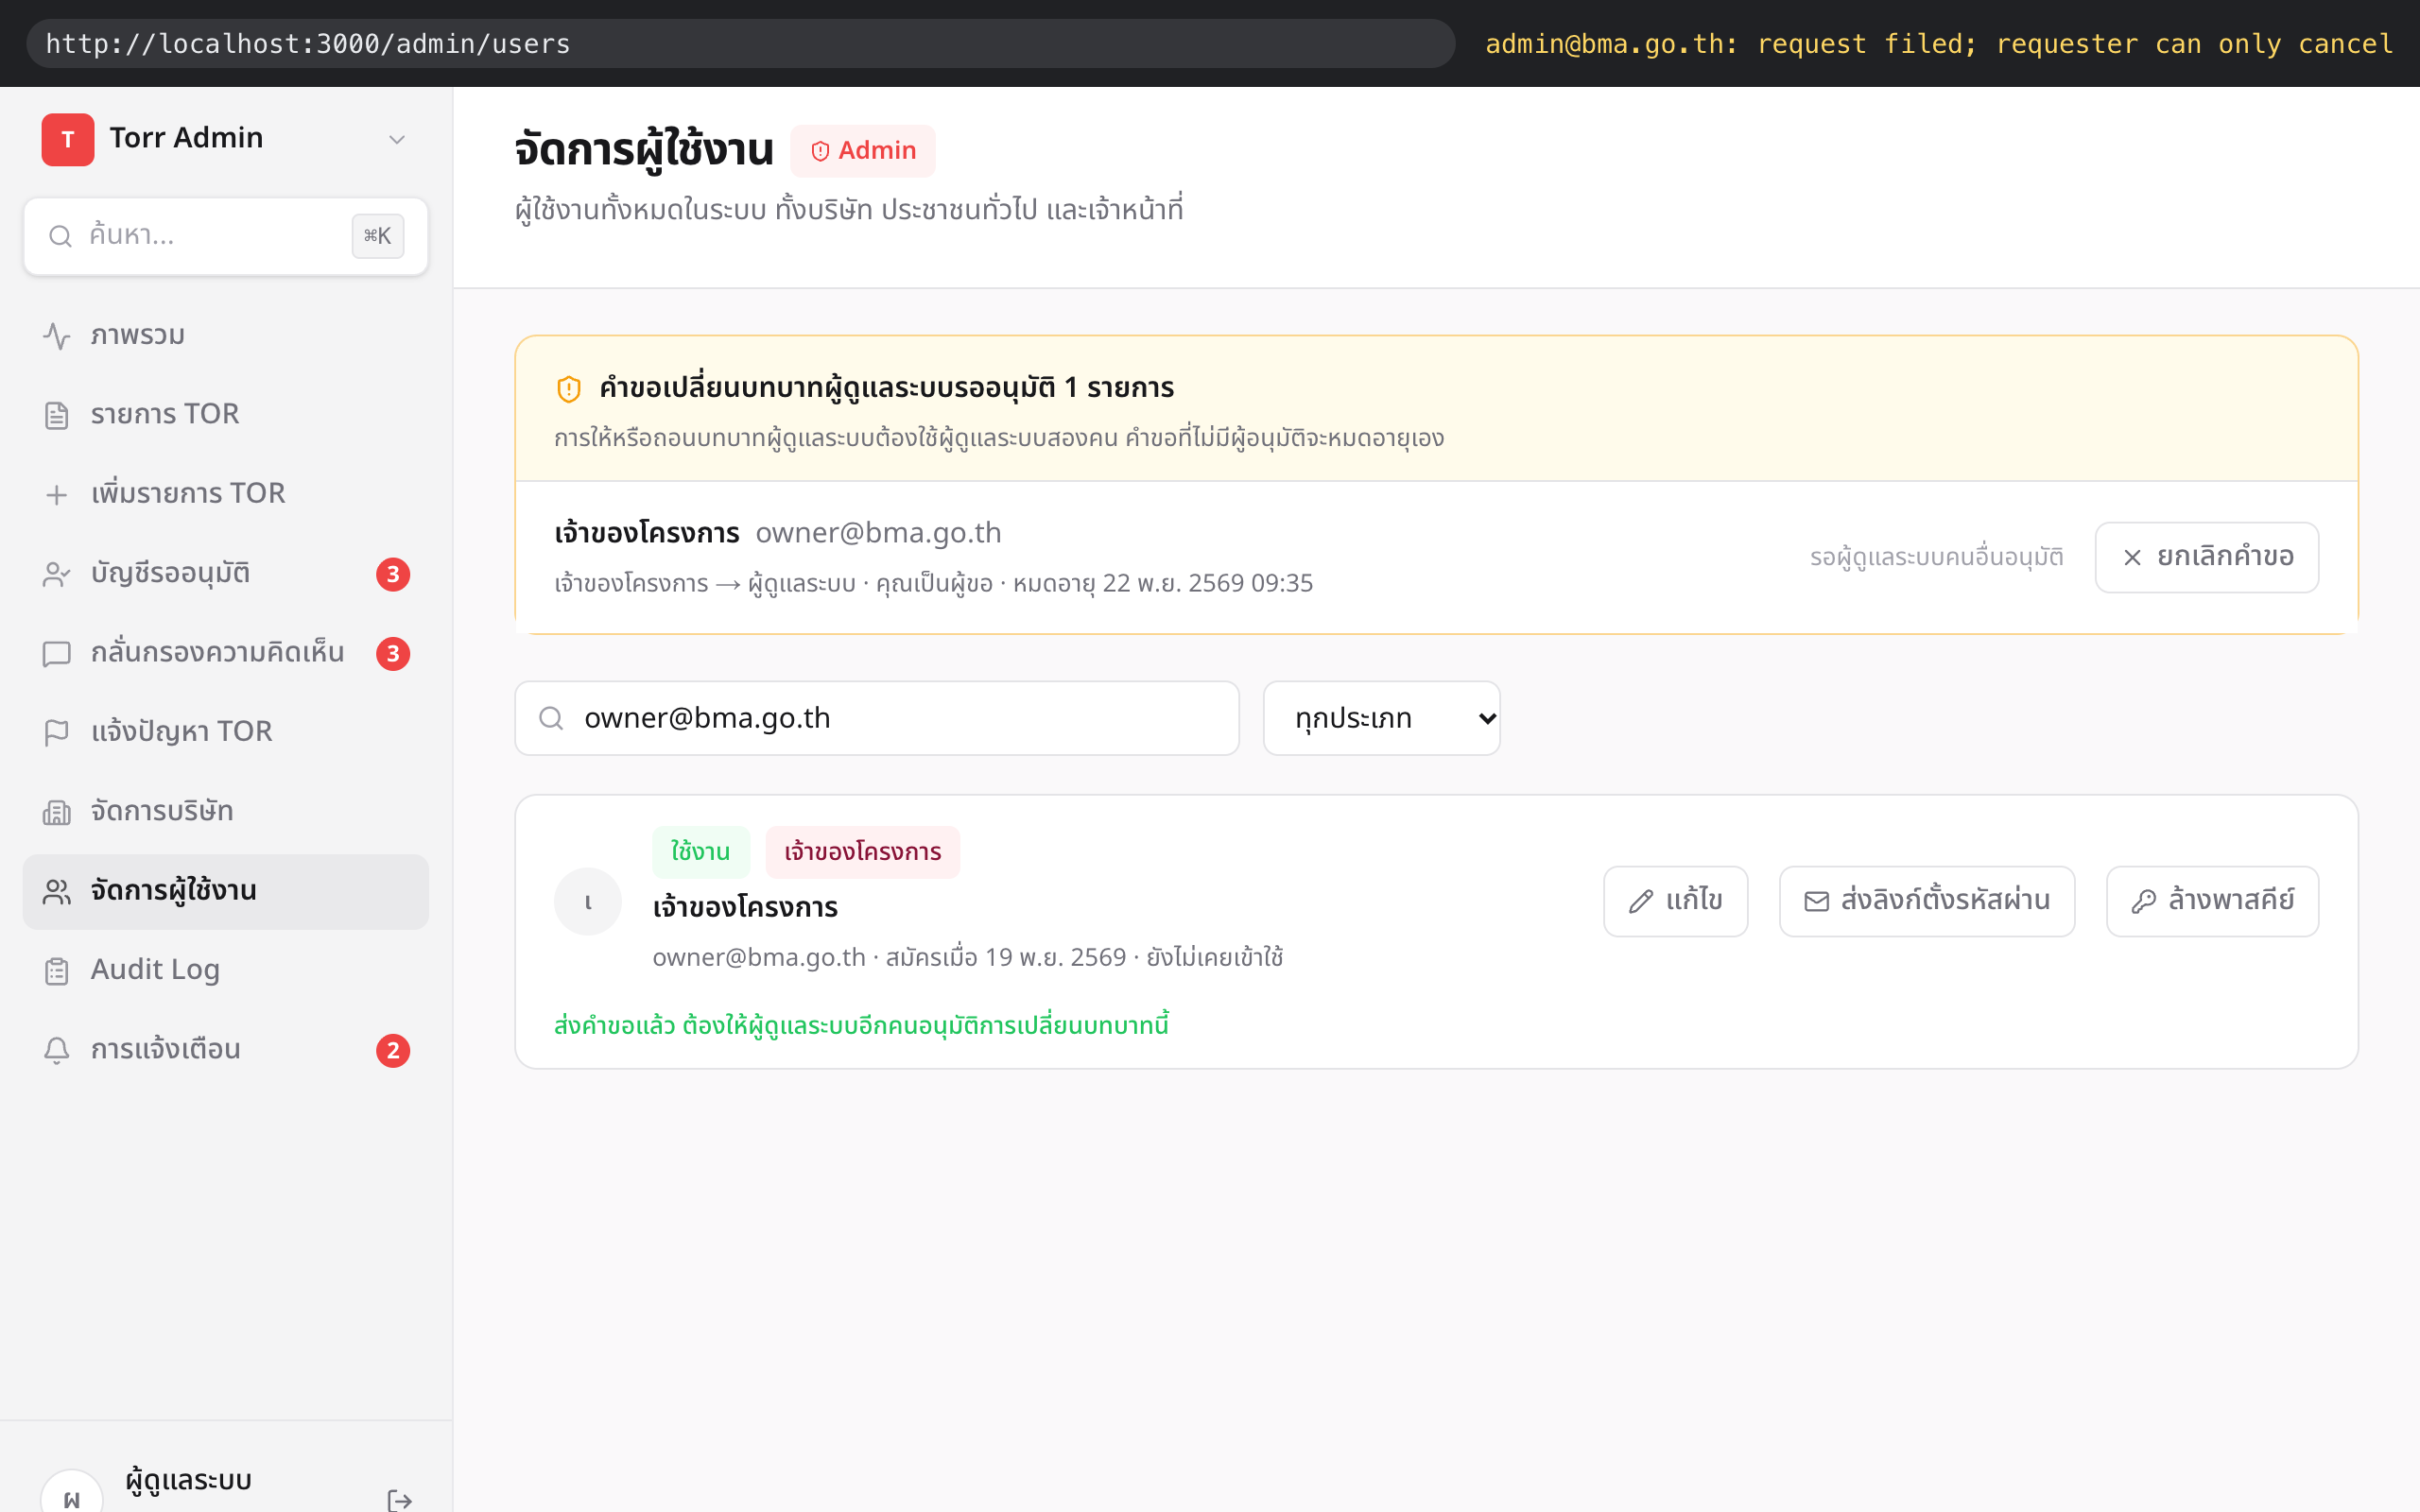 http://localhost:3000/admin/users
admin@bma.go.th: request filed; requester can only cancel
T Torr Admin
ค้นหา... ⌘K
ภาพรวม
รายการ TOR
เพิ่มรายการ TOR
บัญชีรออนุมัติ 3
กลั่นกรองความคิดเห็น 3
แจ้งปัญหา TOR
จัดการบริษัท
จัดการผู้ใช้งาน
Audit Log
การแจ้งเตือน 2
ผ ผู้ดูแลระบบ
จัดการผู้ใช้งาน Admin
ผู้ใช้งานทั้งหมดในระบบ ทั้งบริษัท ประชาชนทั่วไป และเจ้าหน้าที่
คำขอเปลี่ยนบทบาทผู้ดูแลระบบรออนุมัติ 1 รายการ
การให้หรือถอนบทบาทผู้ดูแลระบบต้องใช้ผู้ดูแลระบบสองคน คำขอที่ไม่มีผู้อนุมัติจะหมดอายุเอง
เจ้าของโครงการ owner@bma.go.th
เจ้าของโครงการ → ผู้ดูแลระบบ · คุณเป็นผู้ขอ · หมดอายุ 22 พ.ย. 2569 09:35
รอผู้ดูแลระบบคนอื่นอนุมัติ ยกเลิกคำขอ
owner@bma.go.th ทุกประเภท
ใช้งาน เจ้าของโครงการ
เ เจ้าของโครงการ
owner@bma.go.th · สมัครเมื่อ 19 พ.ย. 2569 · ยังไม่เคยเข้าใช้
แก้ไข ส่งลิงก์ตั้งรหัสผ่าน ล้างพาสคีย์
ส่งคำขอแล้ว ต้องให้ผู้ดูแลระบบอีกคนอนุมัติการเปลี่ยนบทบาทนี้